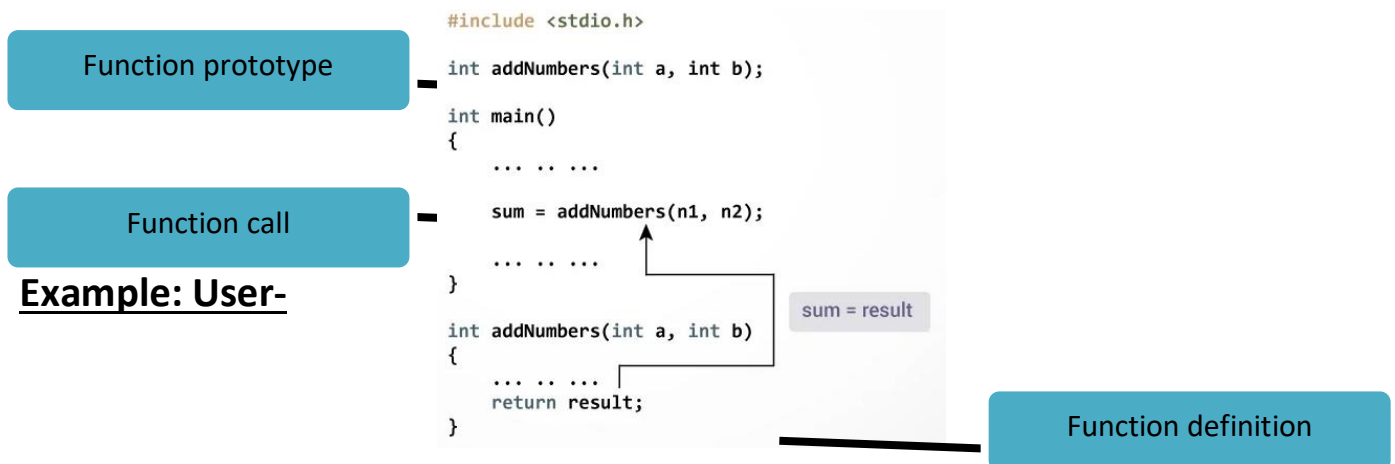 #include <stdio.h>
Function prototype
int addNumbers(int a, int b);
int main()
{
... .. ...
Function call
sum = addNumbers(n1, n2);
... .. ...
}
Example: User-
sum = result
int addNumbers(int a, int b)
{
... .. ...
return result;
}
Function definition